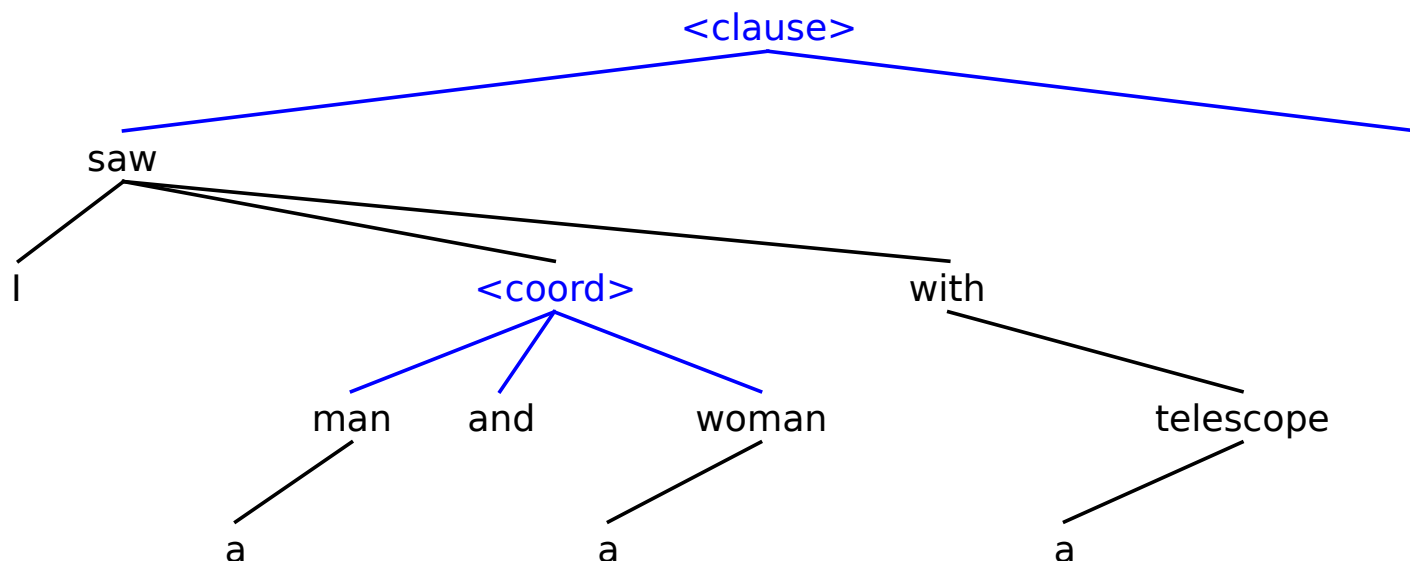 <clause>
saw
I <coord> with
man and woman telescope
a a a